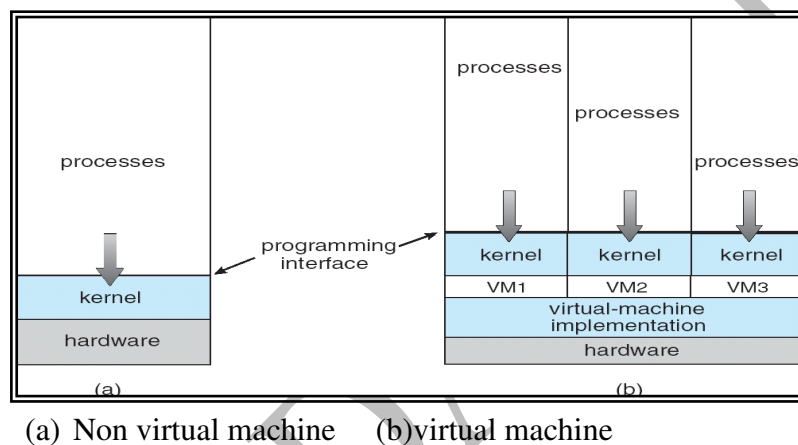 processes
kernel
hardware
(a)
programming
interface
processes
processes
processes
kernel
kernel
kernel
VM1
VM2
VM3
virtual-machine
implementation
hardware
(b)
(a) Non virtual machine (b)virtual machine